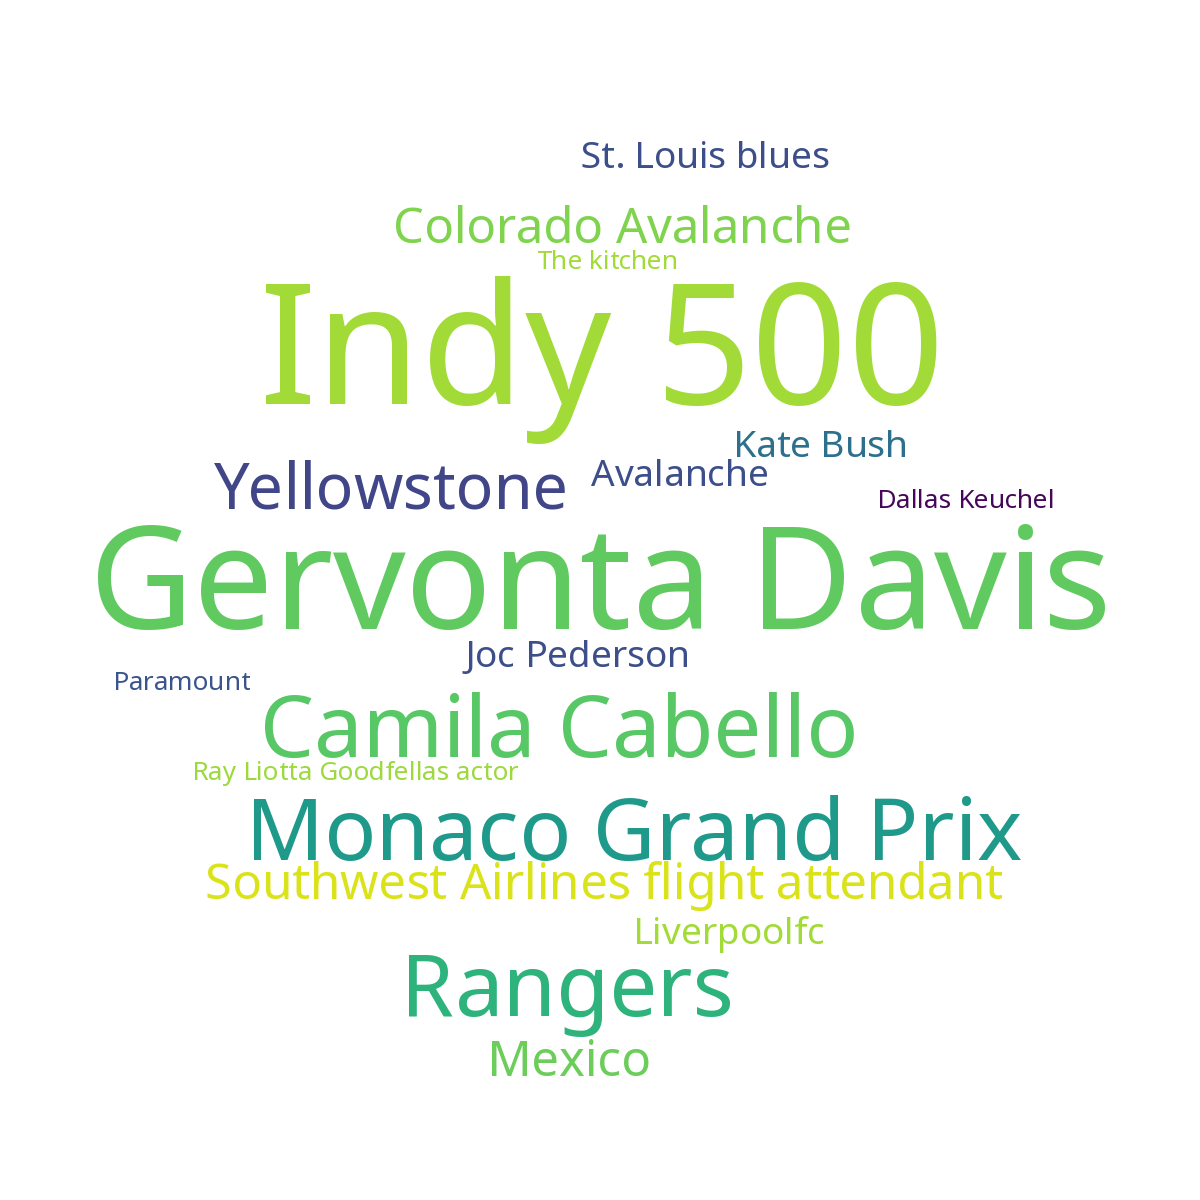 St. Louis blues
Colorado Avalanche
The kitchen
Indy 500
Kate Bush
Yellowstone
Avalanche
Dallas Keuchel
Gervonta Davis
Joc Pederson
Paramount
Camila Cabello
Ray Liotta Goodfellas actor
Monaco Grand Prix
Southwest Airlines flight attendant
Liverpoolfc
Rangers
Mexico